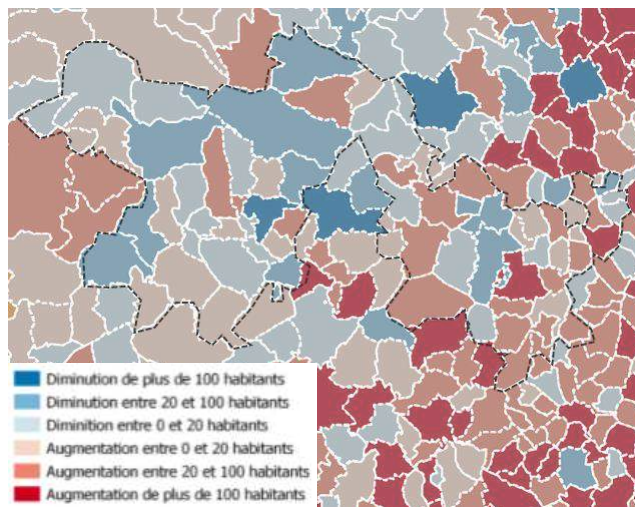 Diminution de plus de 100 habitants
Diminution entre 20 et 100 habitants
Diminition entre 0 et 20 habitants
Augmentation entre 0 et 20 habitants
Augmentation entre 20 et 100 habitants
Augmentation de plus de 100 habitants